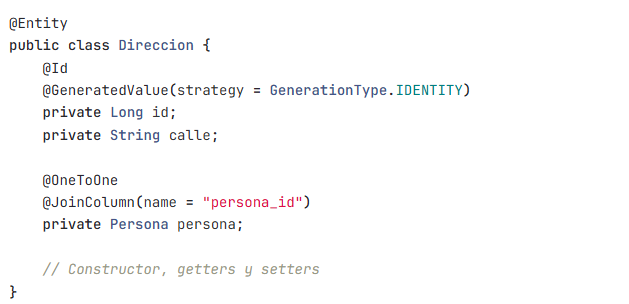 @Entity
public class Direccion {
    @Id
    @GeneratedValue(strategy = GenerationType.IDENTITY)
    private Long id;
    private String calle;

    @OneToOne
    @JoinColumn(name = "persona_id")
    private Persona persona;

    // Constructor, getters y setters
}